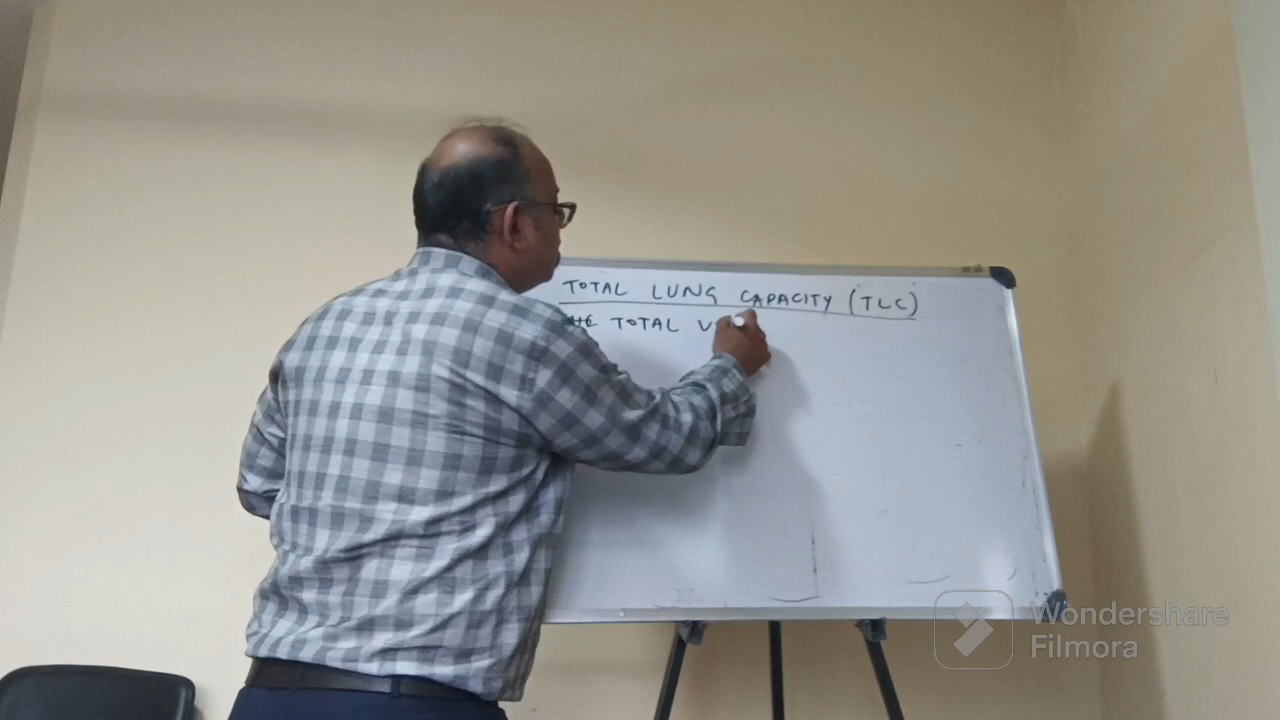 TOTAL LUNG CAPACITY (TLC)
THE TOTAL V
Wondershare
Filmora